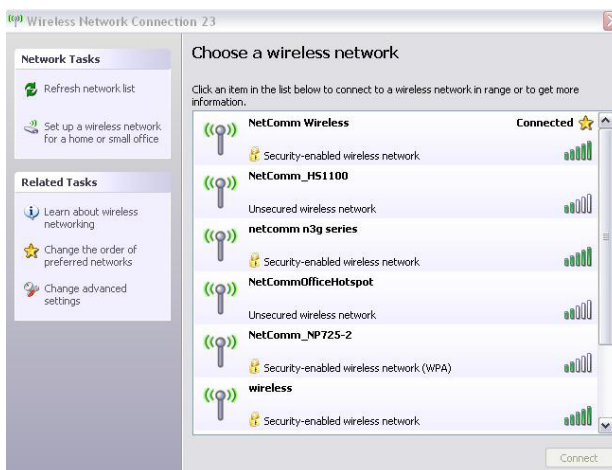 Wireless Network Connection 23
Network Tasks
Refresh network list
Set up a wireless network
for a home or small office
Related Tasks
Learn about wireless
networking
Change the order of
preferred networks
Change advanced
settings
Choose a wireless network
Click an item in the list below to connect to a wireless network in range or to get more
information.
NetComm Wireless Connected
Security-enabled wireless network
NetComm_HS1100
Unsecured wireless network
netcomm n3g series
Security-enabled wireless network
NetCommOfficeHotspot
Unsecured wireless network
NetComm_NP725-2
Security-enabled wireless network (WPA)
wireless
Security-enabled wireless network
Connect